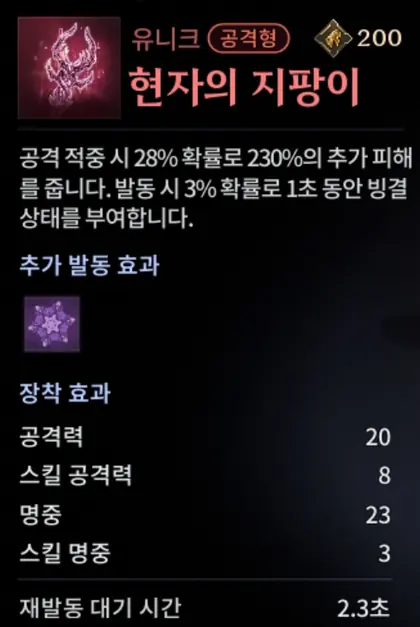 유니크 공격형 200
현자의 지팡이
공격 적중 시 28% 확률로 230%의 추가 피해
를 줍니다. 발동 시 3% 확률로 1초 동안 빙결
상태를 부여합니다.
추가 발동 효과
장착 효과
공격력 20
스킬 공격력 8
명중 23
스킬 명중 3
재발동 대기 시간 2.3초